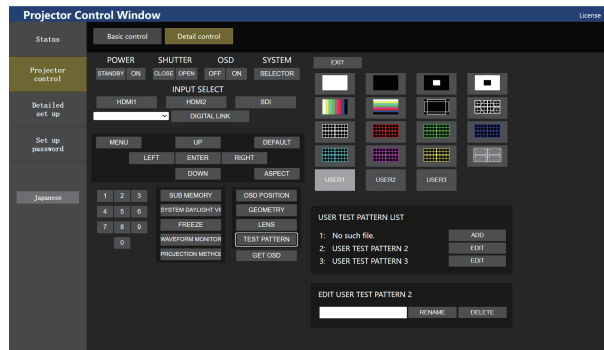 Projector Control Window
License
Status
Projector
control
Detailed
set up
Set up
password
Japanese
Basic control
Detail control
POWER
SHUTTER
OSD
SYSTEM
STANDBY
ON
CLOSE
OPEN
OFF
ON
SELECTOR
INPUT SELECT
HDMI1
HDMI2
SDI
DIGITAL LINK
MENU
UP
DEFAULT
LEFT
ENTER
RIGHT
DOWN
ASPECT
1 2 3
4 5 6
7 8 9
0
SUB MEMORY
SYSTEM DAYLIGHT VI
FREEZE
WAVEFORM MONITOR
PROJECTION METHOD
OSD POSITION
GEOMETRY
LENS
TEST PATTERN
GET OSD
EXIT
USER1
USER2
USER3
USER TEST PATTERN LIST
1: No such file. ADD
2: USER TEST PATTERN 2 EDIT
3: USER TEST PATTERN 3 EDIT
EDIT USER TEST PATTERN 2
RENAME
DELETE